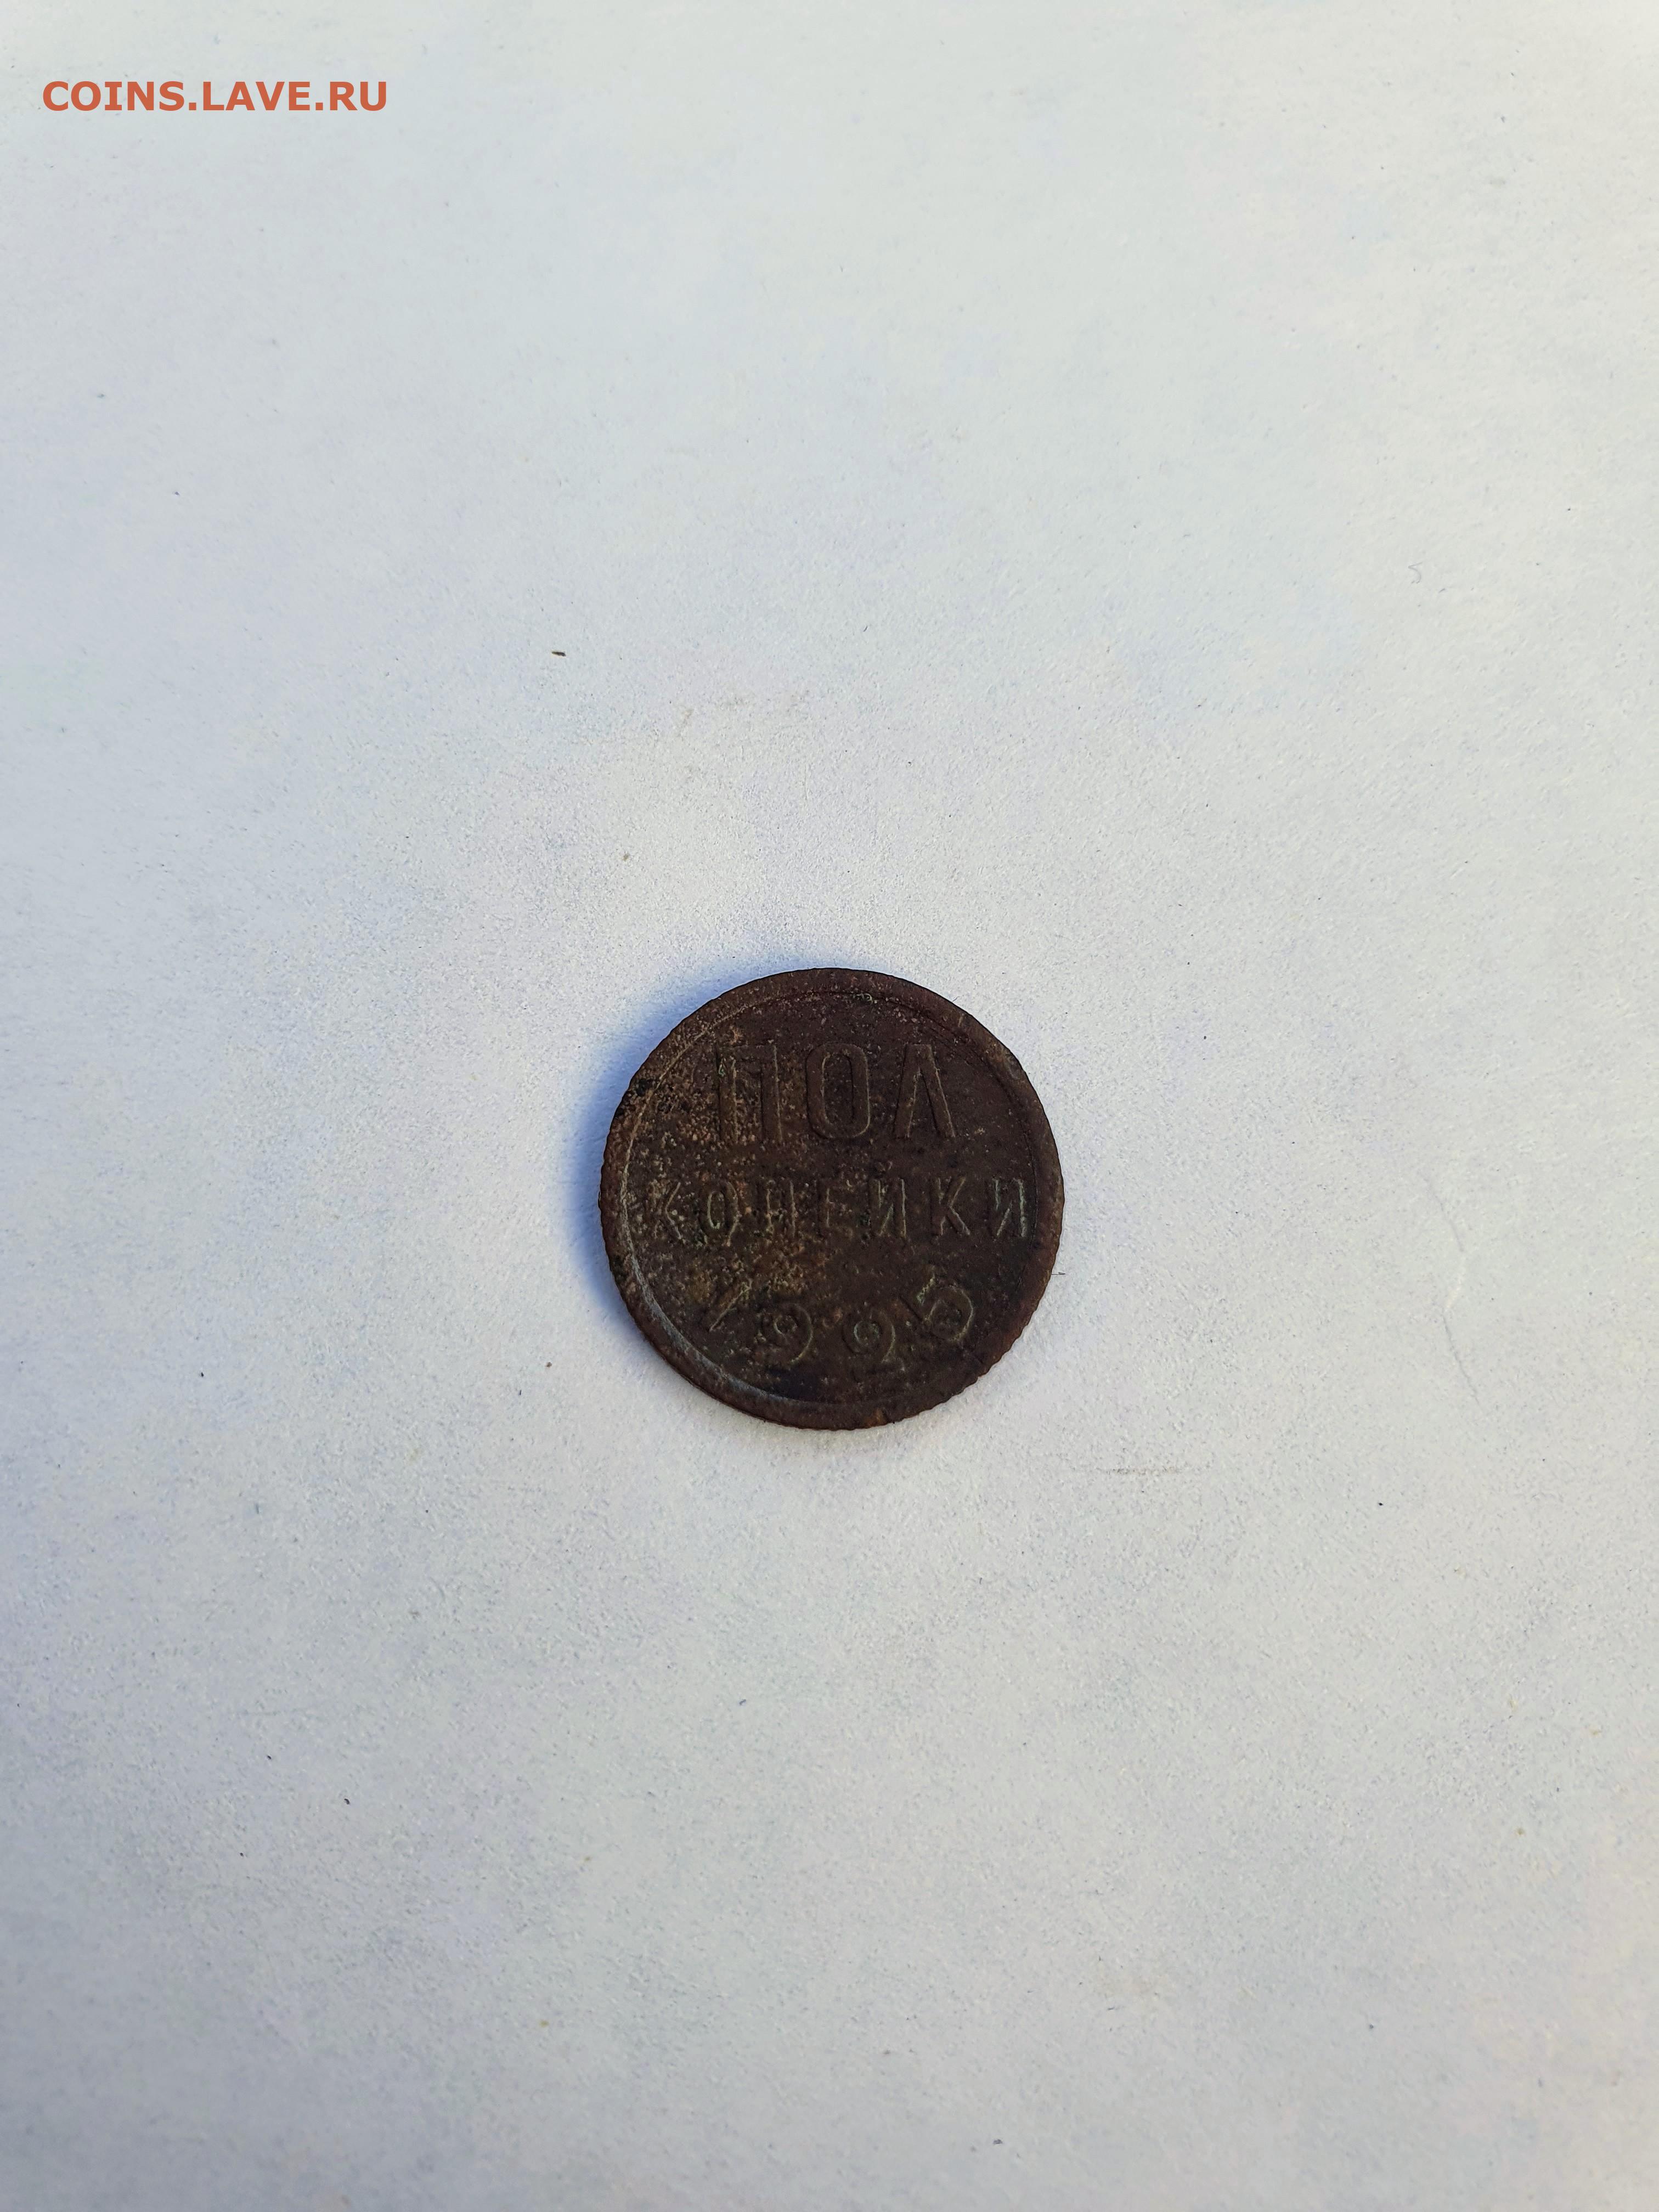 COINS.LAVE.RU
ПОЛ
КОПЕЙКИ
1925